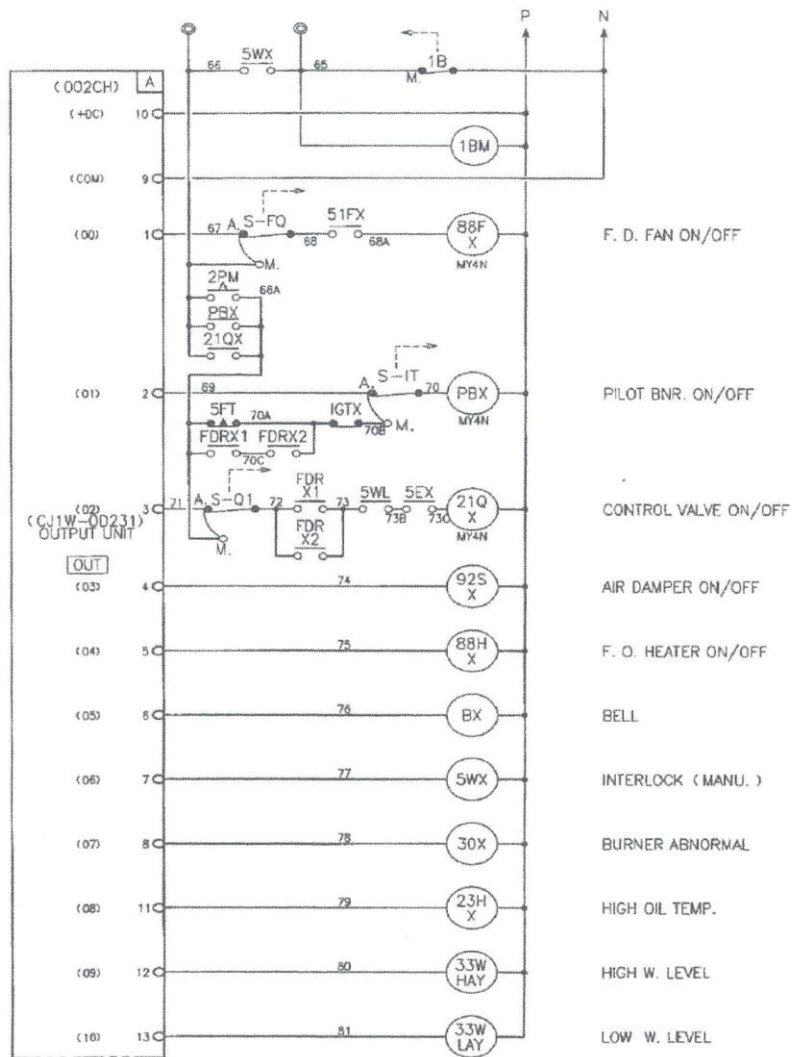 P N
66 5WX 65 1B
M.
(002CH) A
(+DC) 10
1BM
(COM) 9
(00) 1 67 A. S-FQ 68 51FX 68A 88F X F. D. FAN ON/OFF
M. MY4N
2PM 66A
PBX
21QX
(01) 2 69 A. S-IT 70 PBX PILOT BNR. ON/OFF
MY4N
5FT 70A IGTX 70B M.
FDRX1 70C FDRX2
(02) 3 71 A. S-Q1 72 FDR X1 73 5WL 73B 5EX 73C 21Q X CONTROL VALVE ON/OFF
MY4N
(CJ1W-OD231)
OUTPUT UNIT
M. FDR X2
OUT
(03) 4 74 92S X AIR DAMPER ON/OFF
(04) 5 75 88H X F. O. HEATER ON/OFF
(05) 6 76 BX BELL
(06) 7 77 5WX INTERLOCK (MANU.)
(07) 8 78 30X BURNER ABNORMAL
(08) 11 79 23H X HIGH OIL TEMP.
(09) 12 80 33W HAY HIGH W. LEVEL
(10) 13 81 33W LAY LOW W. LEVEL